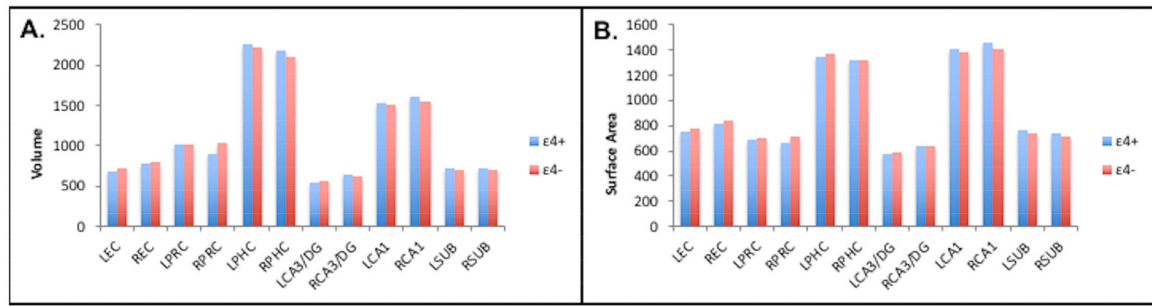 A.
Volume
2500
2000
1500
1000
500
0
LEC
REC
LPRC
RPRC
LPHC
RPHC
LCA3/DG
RCA3/DG
LCA1
RCA1
LSUB
RSUB
ε4+
ε4-
B.
Surface Area
1600
1400
1200
1000
800
600
400
200
0
LEC
REC
LPRC
RPRC
LPHC
RPHC
LCA3/DG
RCA3/DG
LCA1
RCA1
LSUB
RSUB
ε4+
ε4-